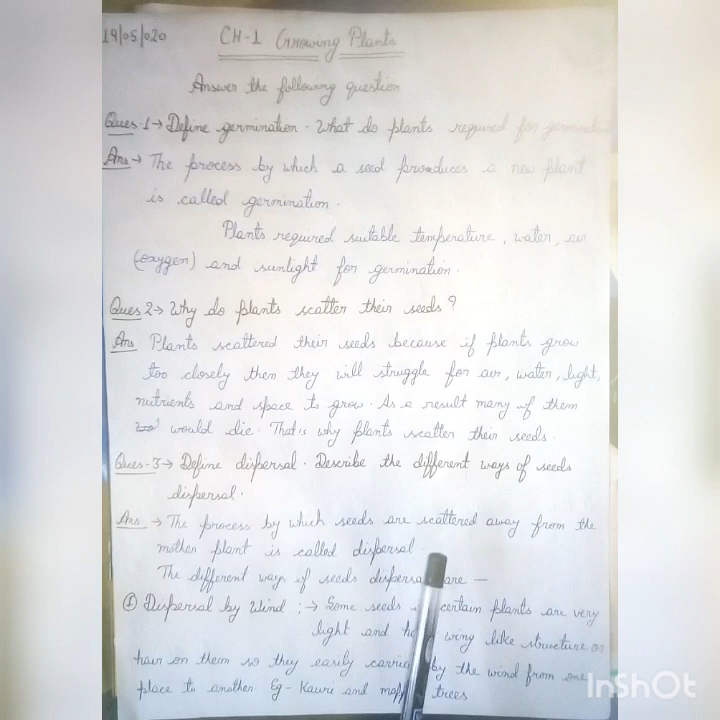 19/05/020
CH-1 Growing Plants
Answer the following question
Ques-1→ Define germination. What do plants required for germination
Ans→ The process by which a seed produces a new plant
is called germination.
Plants required suitable temperature, water, air
(oxygen) and sunlight for germination.
Ques 2→ Why do plants scatter their seeds?
Ans Plants scattered their seeds because if plants grow
too closely then they will struggle for air, water, light,
nutrients and space to grow. As a result many of them
would die. That is why plants scatter their seeds.
Ques-3→ Define dispersal. Describe the different ways of seeds
dispersal.
Ans → The process by which seeds are scattered away from the
mother plant is called dispersal.
The different ways of seeds dispersal are —
① Dispersal by Wind :→ Some seeds certain plants are very
light and wing like structure or
hair on them so they easily by the wind from one
place to another Eg- Kauri and trees
InShOt